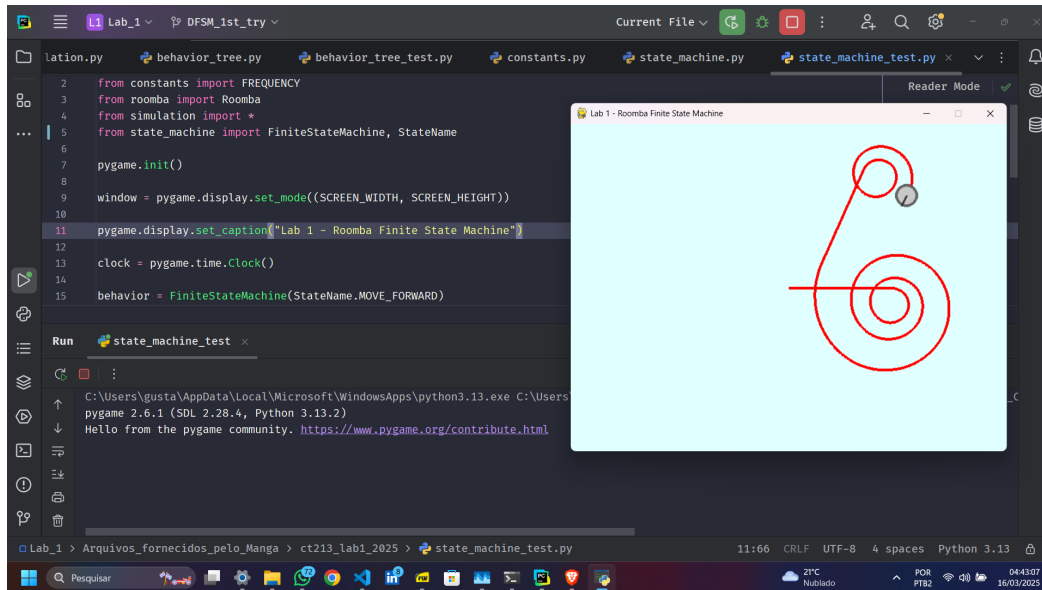 L1 Lab_1 DFSM_1st_try Current File
lation.py behavior_tree.py behavior_tree_test.py constants.py state_machine.py state_machine_test.py
Reader Mode
2 from constants import FREQUENCY
3 from roomba import Roomba
4 from simulation import *
5 from state_machine import FiniteStateMachine, StateName
6
7 pygame.init()
8
9 window = pygame.display.set_mode((SCREEN_WIDTH, SCREEN_HEIGHT))
10
11 pygame.display.set_caption("Lab 1 - Roomba Finite State Machine")
12
13 clock = pygame.time.Clock()
14
15 behavior = FiniteStateMachine(StateName.MOVE_FORWARD)
Lab 1 - Roomba Finite State Machine
Run state_machine_test
C:\Users\gusta\AppData\Local\Microsoft\WindowsApps\python3.13.exe C:\Users
pygame 2.6.1 (SDL 2.28.4, Python 3.13.2)
Hello from the pygame community. https://www.pygame.org/contribute.html
Lab_1 > Arquivos_fornecidos_pelo_Manga > ct213_lab1_2025 > state_machine_test.py 11:66 CRLF UTF-8 4 spaces Python 3.13
Pesquisar 72 8 21°C POR 04:43:07
Nublado PTB2 16/03/2025